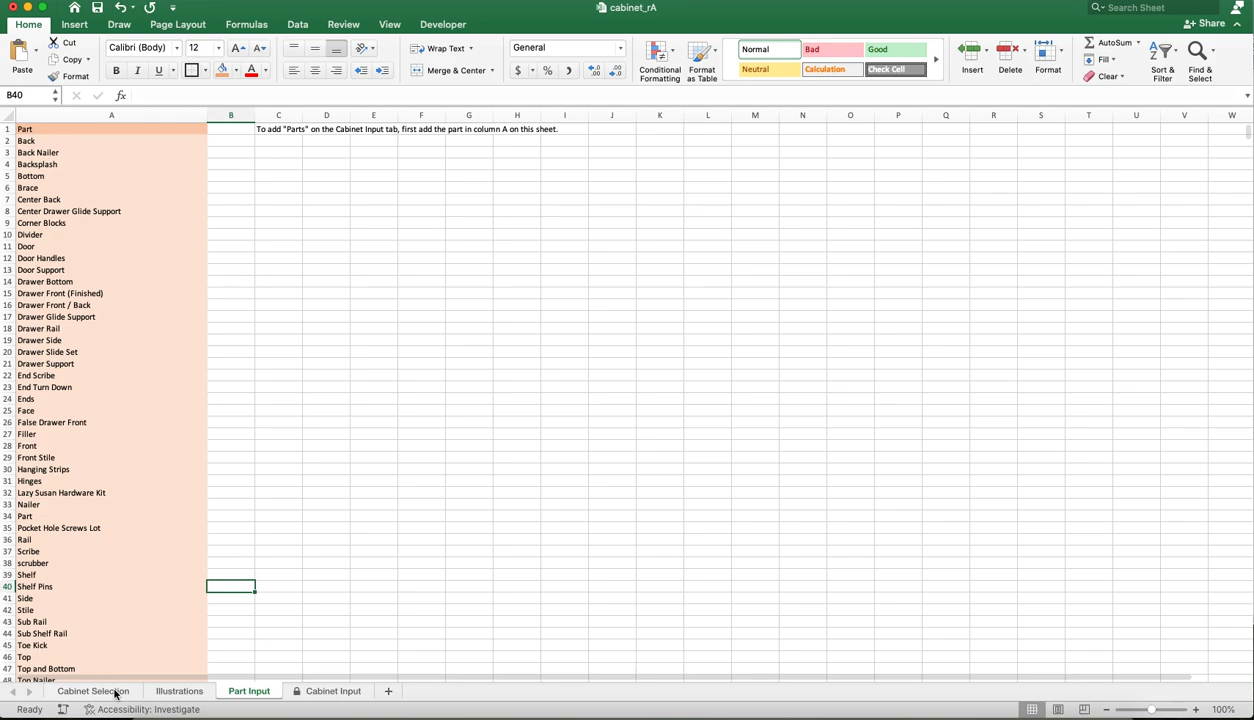 cabinet_rA
Search Sheet
Home Insert Draw Page Layout Formulas Data Review View Developer
Share
Paste
Cut
Copy
Format
Calibri (Body) 12
B I U
Wrap Text
Merge & Center
General
$ % )
Conditional Formatting
Format as Table
Normal Bad Good
Neutral Calculation Check Cell
Insert Delete Format
AutoSum
Fill
Clear
Sort & Filter
Find & Select
B40
fx
A B C D E F G H I J K L M N O P Q R S T U V W
1 Part To add "Parts" on the Cabinet Input tab, first add the part in column A on this sheet.
2 Back
3 Back Nailer
4 Backsplash
5 Bottom
6 Brace
7 Center Back
8 Center Drawer Glide Support
9 Corner Blocks
10 Divider
11 Door
12 Door Handles
13 Door Support
14 Drawer Bottom
15 Drawer Front (Finished)
16 Drawer Front / Back
17 Drawer Glide Support
18 Drawer Rail
19 Drawer Side
20 Drawer Slide Set
21 Drawer Support
22 End Scribe
23 End Turn Down
24 Ends
25 Face
26 False Drawer Front
27 Filler
28 Front
29 Front Stile
30 Hanging Strips
31 Hinges
32 Lazy Susan Hardware Kit
33 Nailer
34 Part
35 Pocket Hole Screws Lot
36 Rail
37 Scribe
38 scrubber
39 Shelf
40 Shelf Pins
41 Side
42 Stile
43 Sub Rail
44 Sub Shelf Rail
45 Toe Kick
46 Top
47 Top and Bottom
48 Top Nailer
Cabinet Selection Illustrations Part Input Cabinet Input +
Ready Accessibility: Investigate 100%